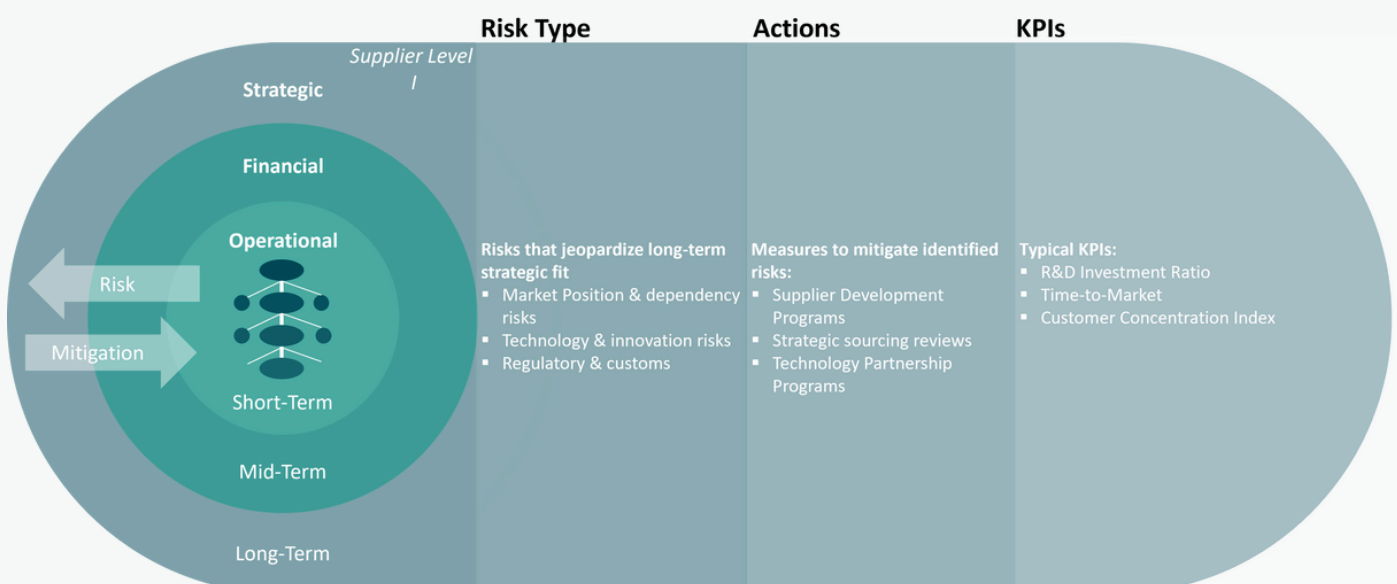 Risk Type
Actions
KPIs
Supplier Level
I
Strategic
Financial
Operational
Risk
Mitigation
Short-Term
Mid-Term
Long-Term
Risks that jeopardize long-term
strategic fit
▪ Market Position & dependency
risks
▪ Technology & innovation risks
▪ Regulatory & customs
Measures to mitigate identified
risks:
▪ Supplier Development
Programs
▪ Strategic sourcing reviews
▪ Technology Partnership
Programs
Typical KPIs:
▪ R&D Investment Ratio
▪ Time-to-Market
▪ Customer Concentration Index